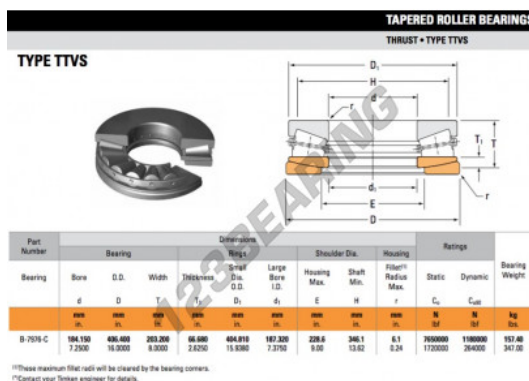 TAPERED ROLLER BEARINGS
THRUST • TYPE TTVS
TYPE TTVS
D₁
H
d
r
T₁
T
d₁
E
D
r
123BEARING
Part Number
Dimensions
Ratings
Bearing Weight
Bearing
Rings
Shoulder Dia.
Housing
Bearing
Bore
O.D.
Width
Thickness
Small Dia. O.D.
Large Bore I.D.
Housing Max.
Shaft Min.
Fillet⁽¹⁾ Radius Max.
Static
Dynamic
d
D
T
T₁
D₁
d₁
E
H
r
mm mm mm mm mm mm mm mm mm N N kg
in. in. in. in. in. in. in. in. in. lbf lbf lbs.
B-7976-C 184.150 406.400 203.200 66.680 404.810 187.320 228.6 346.1 6.1 7650000 1180000 157.40
7.2500 16.0000 8.0000 2.6250 15.9380 7.3750 9.00 13.62 0.24 1720000 264000 347.00
⁽¹⁾These maximum fillet radii will be cleared by the bearing corners.
Contact your Timken engineer for details.